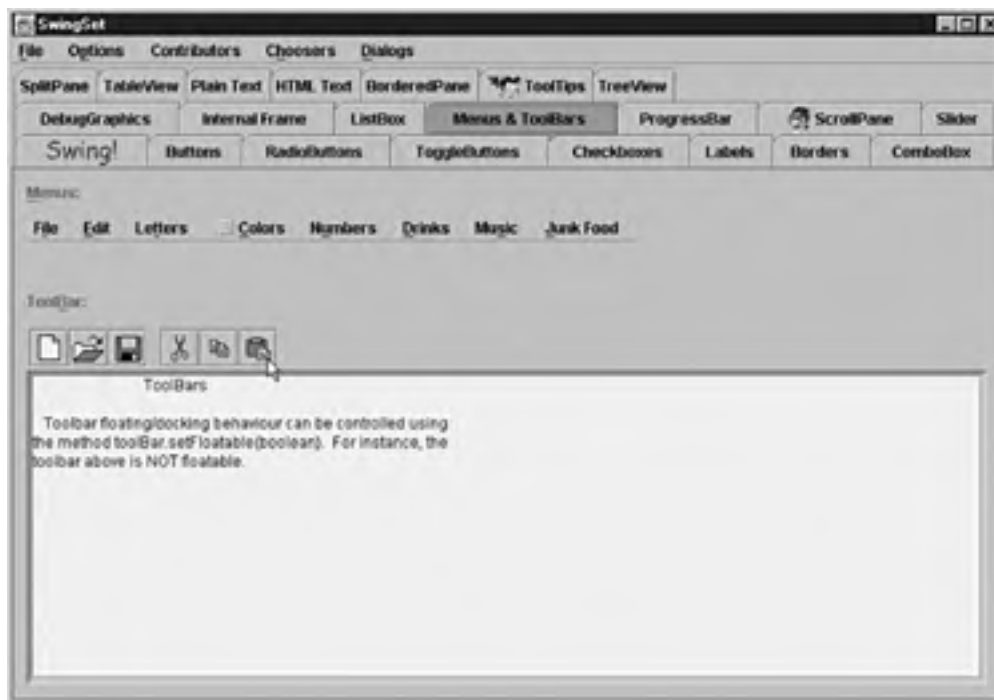 SwingSet
File Options Contributors Choosers Dialogs
SplitPane TableView Plain Text HTML Text BorderedPane ToolTips TreeView
DebugGraphics Internal Frame ListBox Menus & ToolBars ProgressBar ScrollPane Slider
Swing! Buttons RadioButtons ToggleButtons Checkboxes Labels Borders ComboBox
Menus:
File Edit Letters Colors Numbers Drinks Music Junk Food
ToolBar:
ToolBars
Toolbar floating/docking behaviour can be controlled using
the method toolBar.setFloatable(boolean). For instance, the
toolbar above is NOT floatable.